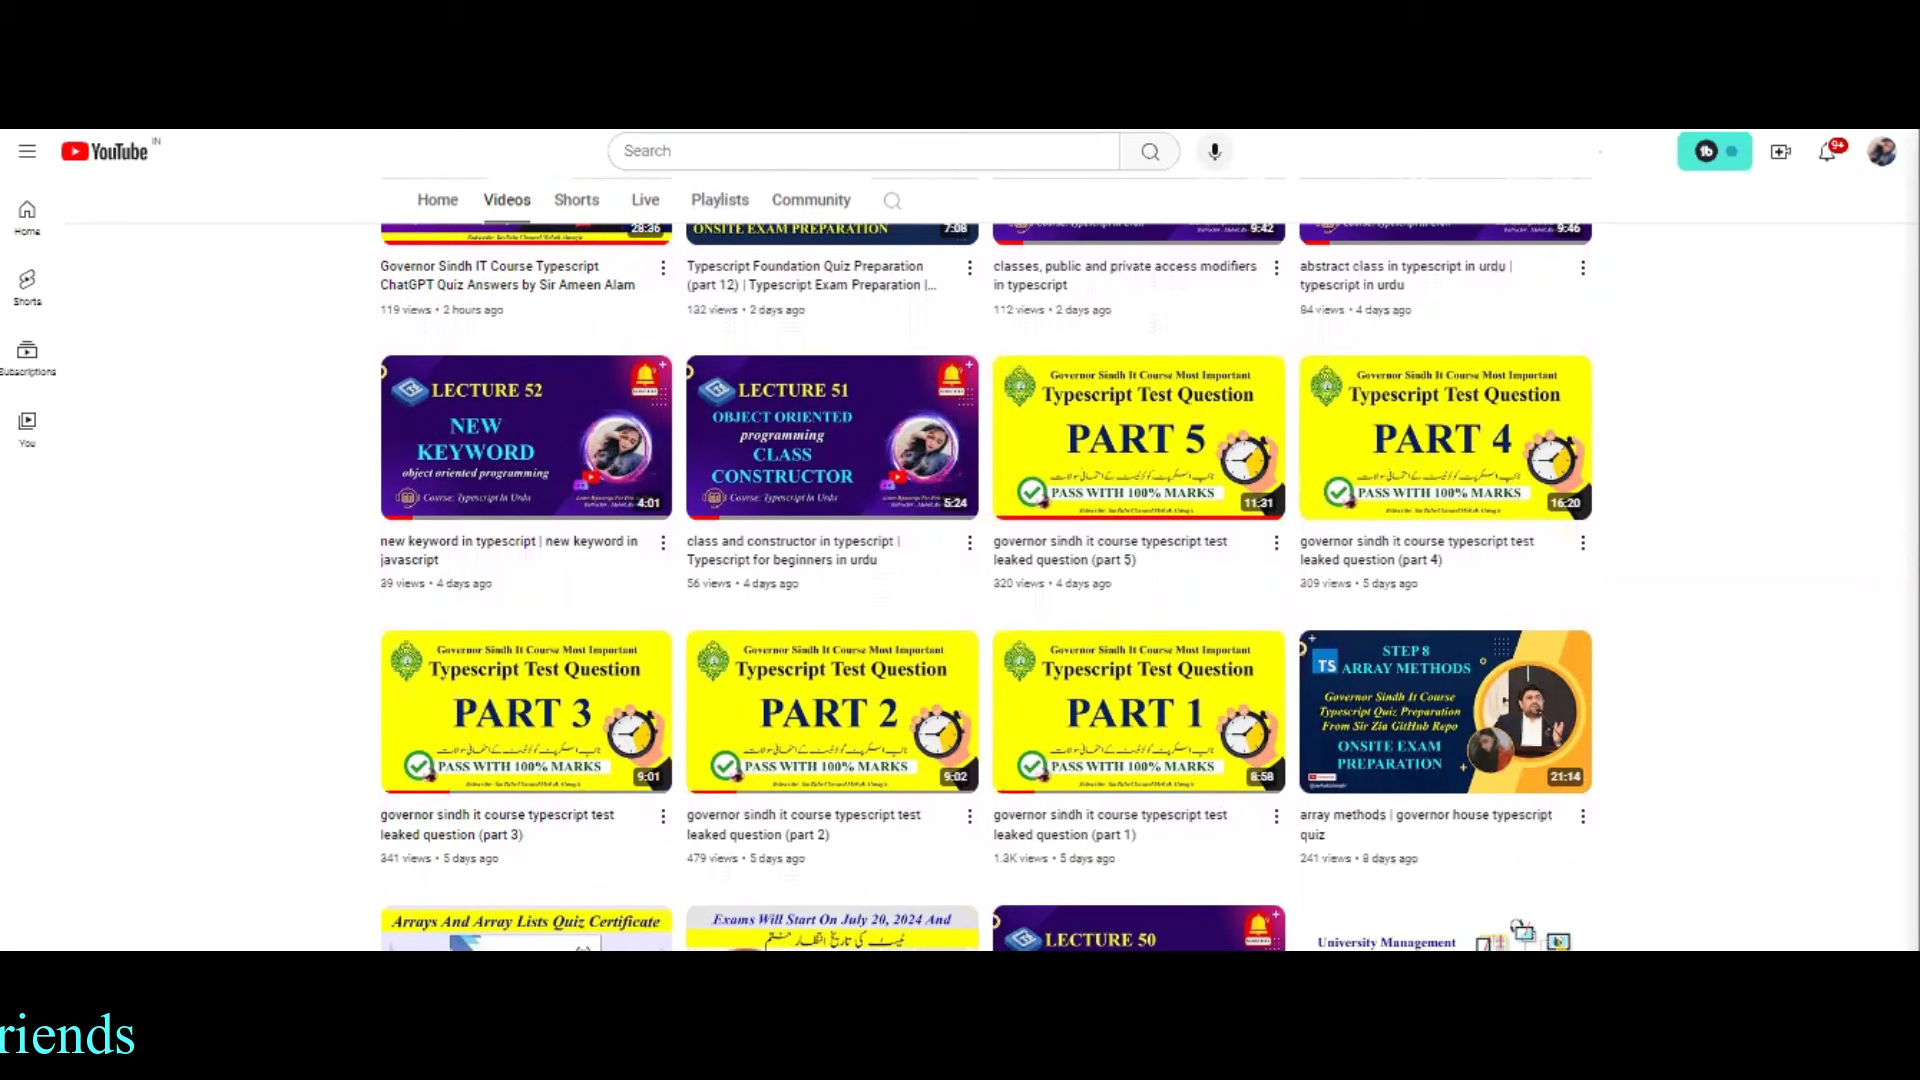 YouTube IN
Search
9+
Home
Videos
Shorts
Live
Playlists
Community
Home
Shorts
Subscriptions
You
28:36
ONSITE EXAM PREPARATION
7:08
9:42
9:46
Governor Sindh IT Course Typescript
ChatGPT Quiz Answers by Sir Ameen Alam
119 views • 2 hours ago
Typescript Foundation Quiz Preparation
(part 12) | Typescript Exam Preparation |...
132 views • 2 days ago
classes, public and private access modifiers
in typescript
112 views • 2 days ago
abstract class in typescript in urdu |
typescript in urdu
84 views • 4 days ago
LECTURE 52
NEW
KEYWORD
object oriented programming
Course: Typescript In Urdu
4:01
LECTURE 51
OBJECT ORIENTED
programming
CLASS
CONSTRUCTOR
Course: Typescript In Urdu
5:24
Governor Sindh It Course Most Important
Typescript Test Question
PART 5
PASS WITH 100% MARKS
11:31
Governor Sindh It Course Most Important
Typescript Test Question
PART 4
PASS WITH 100% MARKS
16:20
new keyword in typescript | new keyword in
javascript
39 views • 4 days ago
class and constructor in typescript |
Typescript for beginners in urdu
56 views • 4 days ago
governor sindh it course typescript test
leaked question (part 5)
320 views • 4 days ago
governor sindh it course typescript test
leaked question (part 4)
309 views • 5 days ago
Governor Sindh It Course Most Important
Typescript Test Question
PART 3
PASS WITH 100% MARKS
9:01
Governor Sindh It Course Most Important
Typescript Test Question
PART 2
PASS WITH 100% MARKS
9:02
Governor Sindh It Course Most Important
Typescript Test Question
PART 1
PASS WITH 100% MARKS
8:58
TS
STEP 8
ARRAY METHODS
Governor Sindh It Course
Typescript Quiz Preparation
From Sir Zia GitHub Repo
ONSITE EXAM
PREPARATION
21:14
governor sindh it course typescript test
leaked question (part 3)
341 views • 5 days ago
governor sindh it course typescript test
leaked question (part 2)
479 views • 5 days ago
governor sindh it course typescript test
leaked question (part 1)
1.3K views • 5 days ago
array methods | governor house typescript
quiz
241 views • 8 days ago
Arrays And Array Lists Quiz Certificate
Exams Will Start On July 20, 2024 And
ٹیسٹ کی تاریخ انتظار ختم
LECTURE 50
University Management
riends